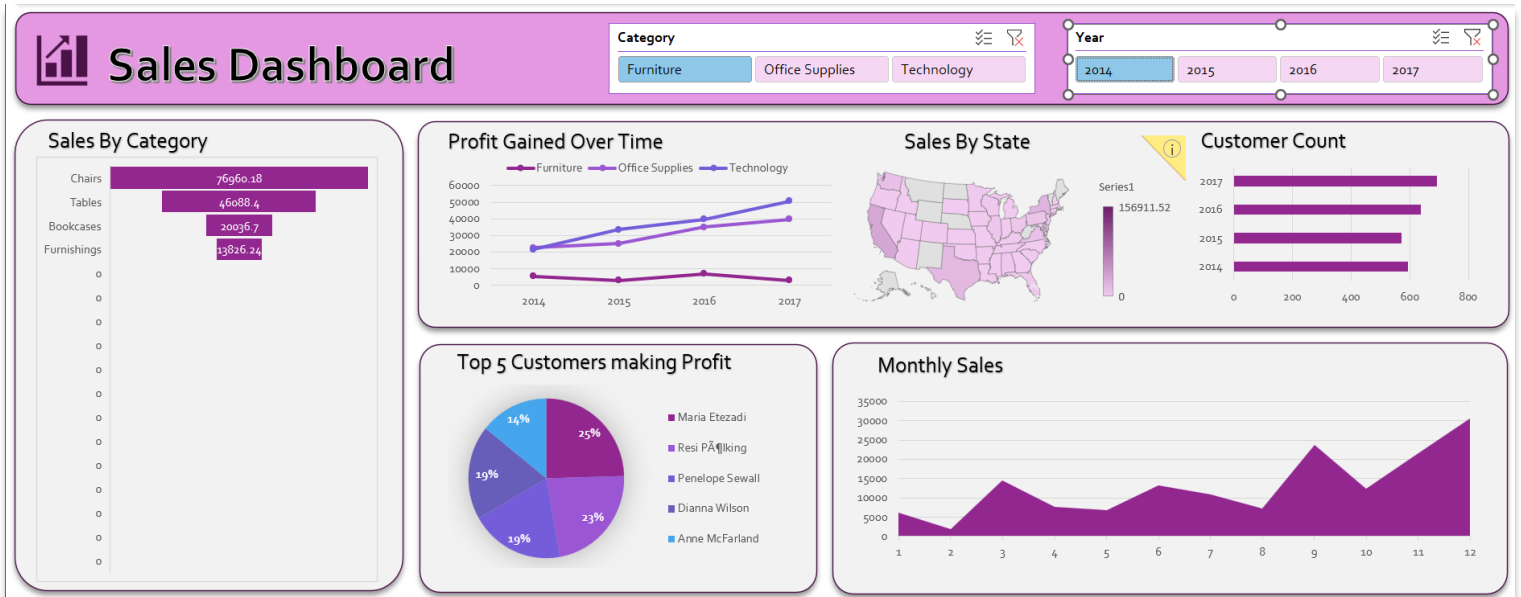 Sales Dashboard
Category
Furniture Office Supplies Technology
Year
2014 2015 2016 2017
Sales By Category
Chairs 76960.18
Tables 46088.4
Bookcases 20036.7
Furnishings 13826.24
0
0
0
0
0
0
0
0
0
0
0
0
0
Profit Gained Over Time
Furniture Office Supplies Technology
60000
50000
40000
30000
20000
10000
0
2014 2015 2016 2017
Sales By State
Series1
156911.52
0
Customer Count
2017
2016
2015
2014
0 200 400 600 800
Top 5 Customers making Profit
14% 25%
19%
19% 23%
Maria Etezadi
Resi PÃ¶lking
Penelope Sewall
Dianna Wilson
Anne McFarland
Monthly Sales
35000
30000
25000
20000
15000
10000
5000
0
1 2 3 4 5 6 7 8 9 10 11 12